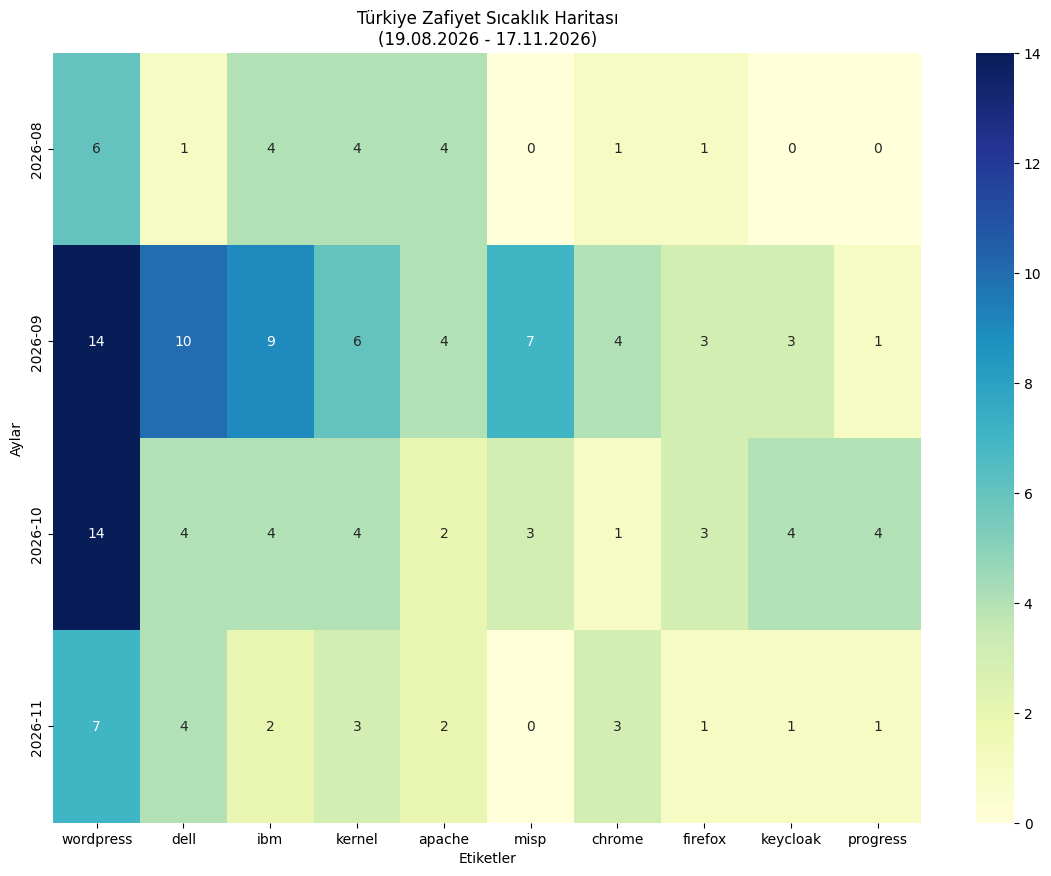 Türkiye Zafiyet Sıcaklık Haritası
(19.08.2026 - 17.11.2026)
Aylar
2026-08
6 1 4 4 4 0 1 1 0 0
2026-09
14 10 9 6 4 7 4 3 3 1
2026-10
14 4 4 4 2 3 1 3 4 4
2026-11
7 4 2 3 2 0 3 1 1 1
wordpress dell ibm kernel apache misp chrome firefox keycloak progress
Etiketler
14
12
10
8
6
4
2
0